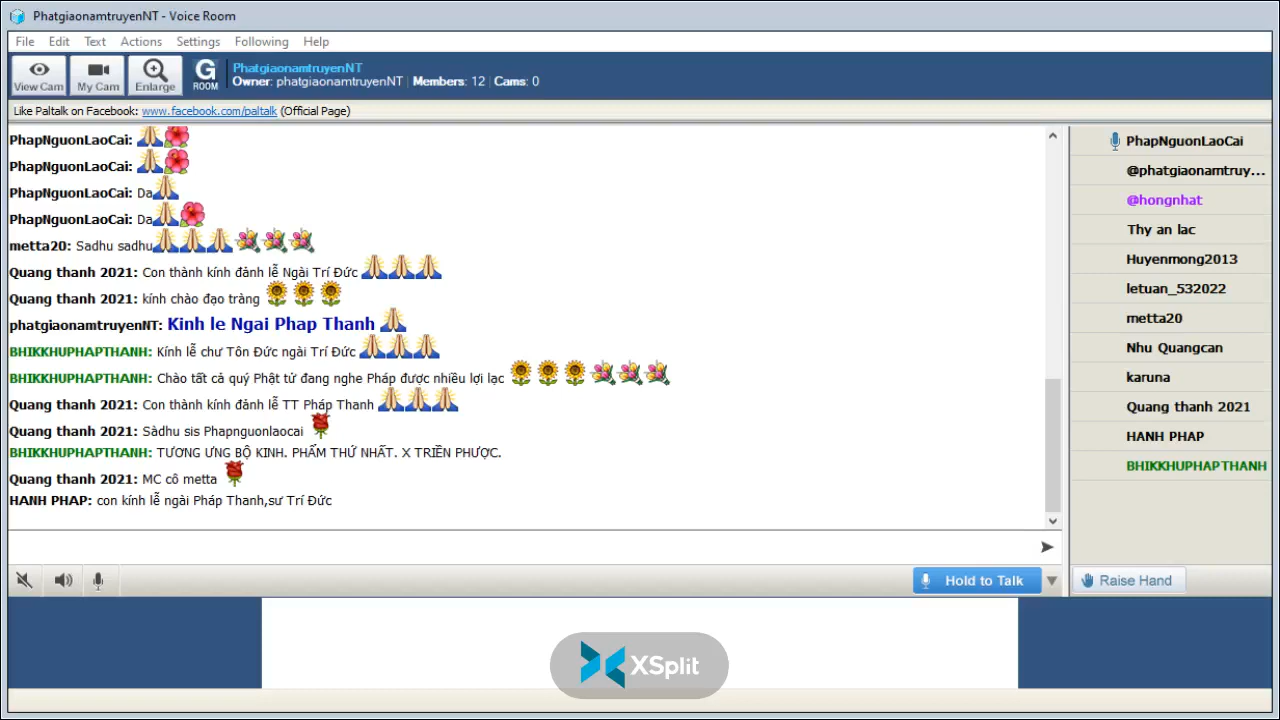 PhatgiaonamtruyenNT - Voice Room
File Edit Text Actions Settings Following Help
View Cam My Cam Enlarge G ROOM
PhatgiaonamtruyenNT
Owner: phatgiaonamtruyenNT Members: 12 Cams: 0
Like Paltalk on Facebook: www.facebook.com/paltalk (Official Page)
PhapNguonLaoCai:
PhapNguonLaoCai:
PhapNguonLaoCai: Da
PhapNguonLaoCai: Da
metta20: Sadhu sadhu
Quang thanh 2021: Con thành kính đảnh lễ Ngài Trí Đức
Quang thanh 2021: kính chào đạo tràng
phatgiaonamtruyenNT: Kinh le Ngai Phap Thanh
BHIKKHUPHAPTHANH: Kính lễ chư Tôn Đức ngài Trí Đức
BHIKKHUPHAPTHANH: Chào tất cả quý Phật tử đang nghe Pháp được nhiều lợi lạc
Quang thanh 2021: Con thành kính đảnh lễ TT Pháp Thanh
Quang thanh 2021: Sàdhu sis Phapnguonlaocai
BHIKKHUPHAPTHANH: TƯƠNG ƯNG BỘ KINH. PHẨM THỨ NHẤT. X TRIỀN PHƯỢC.
Quang thanh 2021: MC cô metta
HANH PHAP: con kính lễ ngài Pháp Thanh,sư Trí Đức
PhapNguonLaoCai
@phatgiaonamtruy...
@hongnhat
Thy an lac
Huyenmong2013
letuan_532022
metta20
Nhu Quangcan
karuna
Quang thanh 2021
HANH PHAP
BHIKKHUPHAPTHANH
Hold to Talk
Raise Hand
XSplit